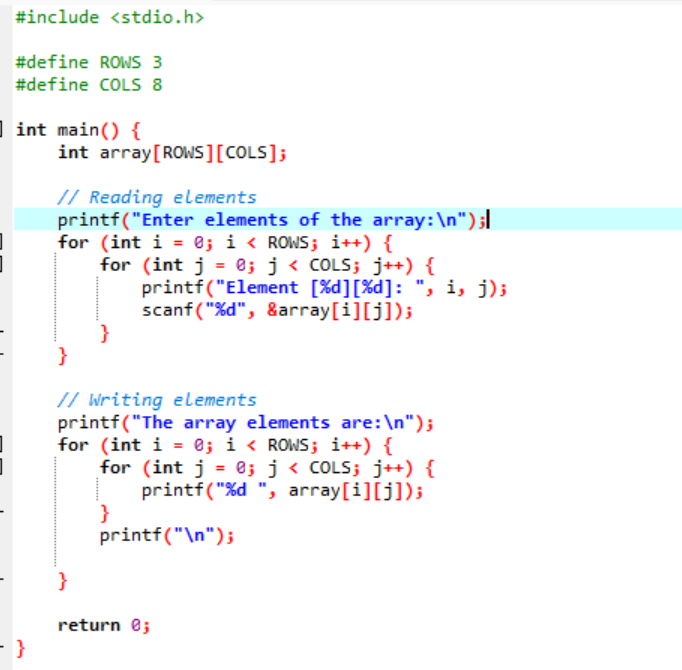 #include <stdio.h>

#define ROWS 3
#define COLS 8

int main() {
    int array[ROWS][COLS];

    // Reading elements
    printf("Enter elements of the array:\n");
    for (int i = 0; i < ROWS; i++) {
        for (int j = 0; j < COLS; j++) {
            printf("Element [%d][%d]: ", i, j);
            scanf("%d", &array[i][j]);
        }
    }

    // Writing elements
    printf("The array elements are:\n");
    for (int i = 0; i < ROWS; i++) {
        for (int j = 0; j < COLS; j++) {
            printf("%d ", array[i][j]);
        }
        printf("\n");

    }

    return 0;
}